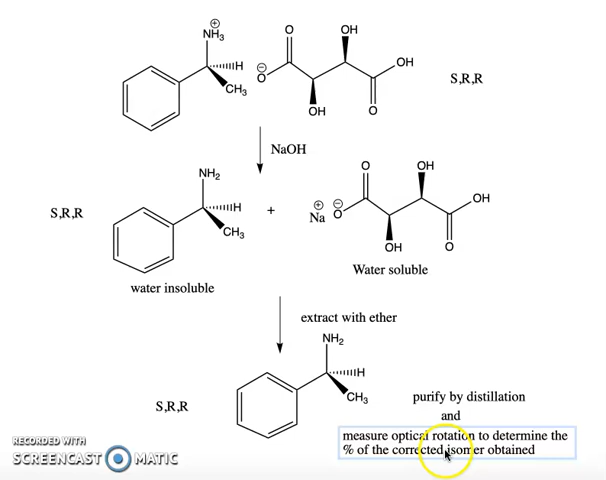 ⊕
NH3
H
CH3
O
⊖
O
OH
OH
O
OH
S,R,R
NaOH
S,R,R
NH2
H
CH3
+
⊕
Na
⊖
O
O
OH
OH
O
OH
Water soluble
water insoluble
extract with ether
NH2
H
CH3
S,R,R
purify by distillation
and
measure optical rotation to determine the
% of the corrected isomer obtained
RECORDED WITH
SCREENCAST MATIC